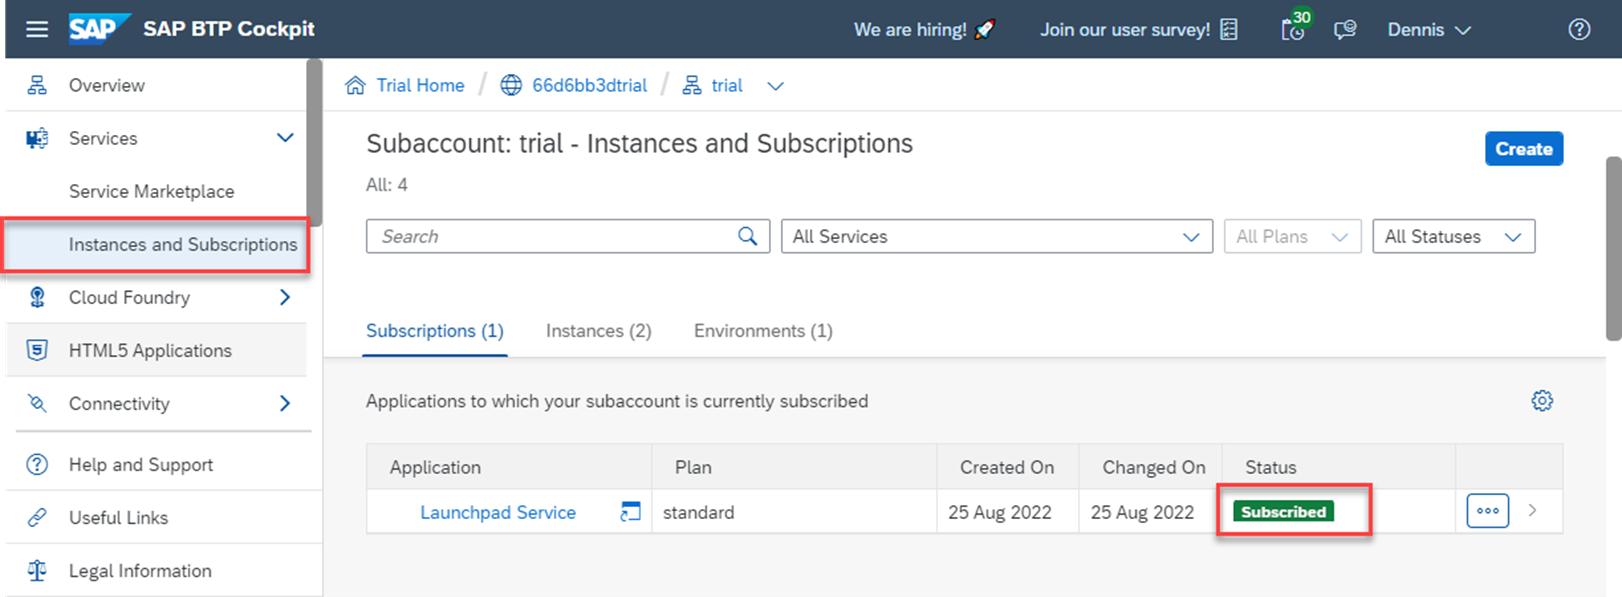 SAP SAP BTP Cockpit We are hiring! Join our user survey! 30 Dennis
Overview
Services
Service Marketplace
Instances and Subscriptions
Cloud Foundry
HTML5 Applications
Connectivity
Help and Support
Useful Links
Legal Information
Trial Home / 66d6bb3dtrial / trial
Subaccount: trial - Instances and Subscriptions
Create
All: 4
Search All Services All Plans All Statuses
Subscriptions (1) Instances (2) Environments (1)
Applications to which your subaccount is currently subscribed
Application Plan Created On Changed On Status
Launchpad Service standard 25 Aug 2022 25 Aug 2022 Subscribed